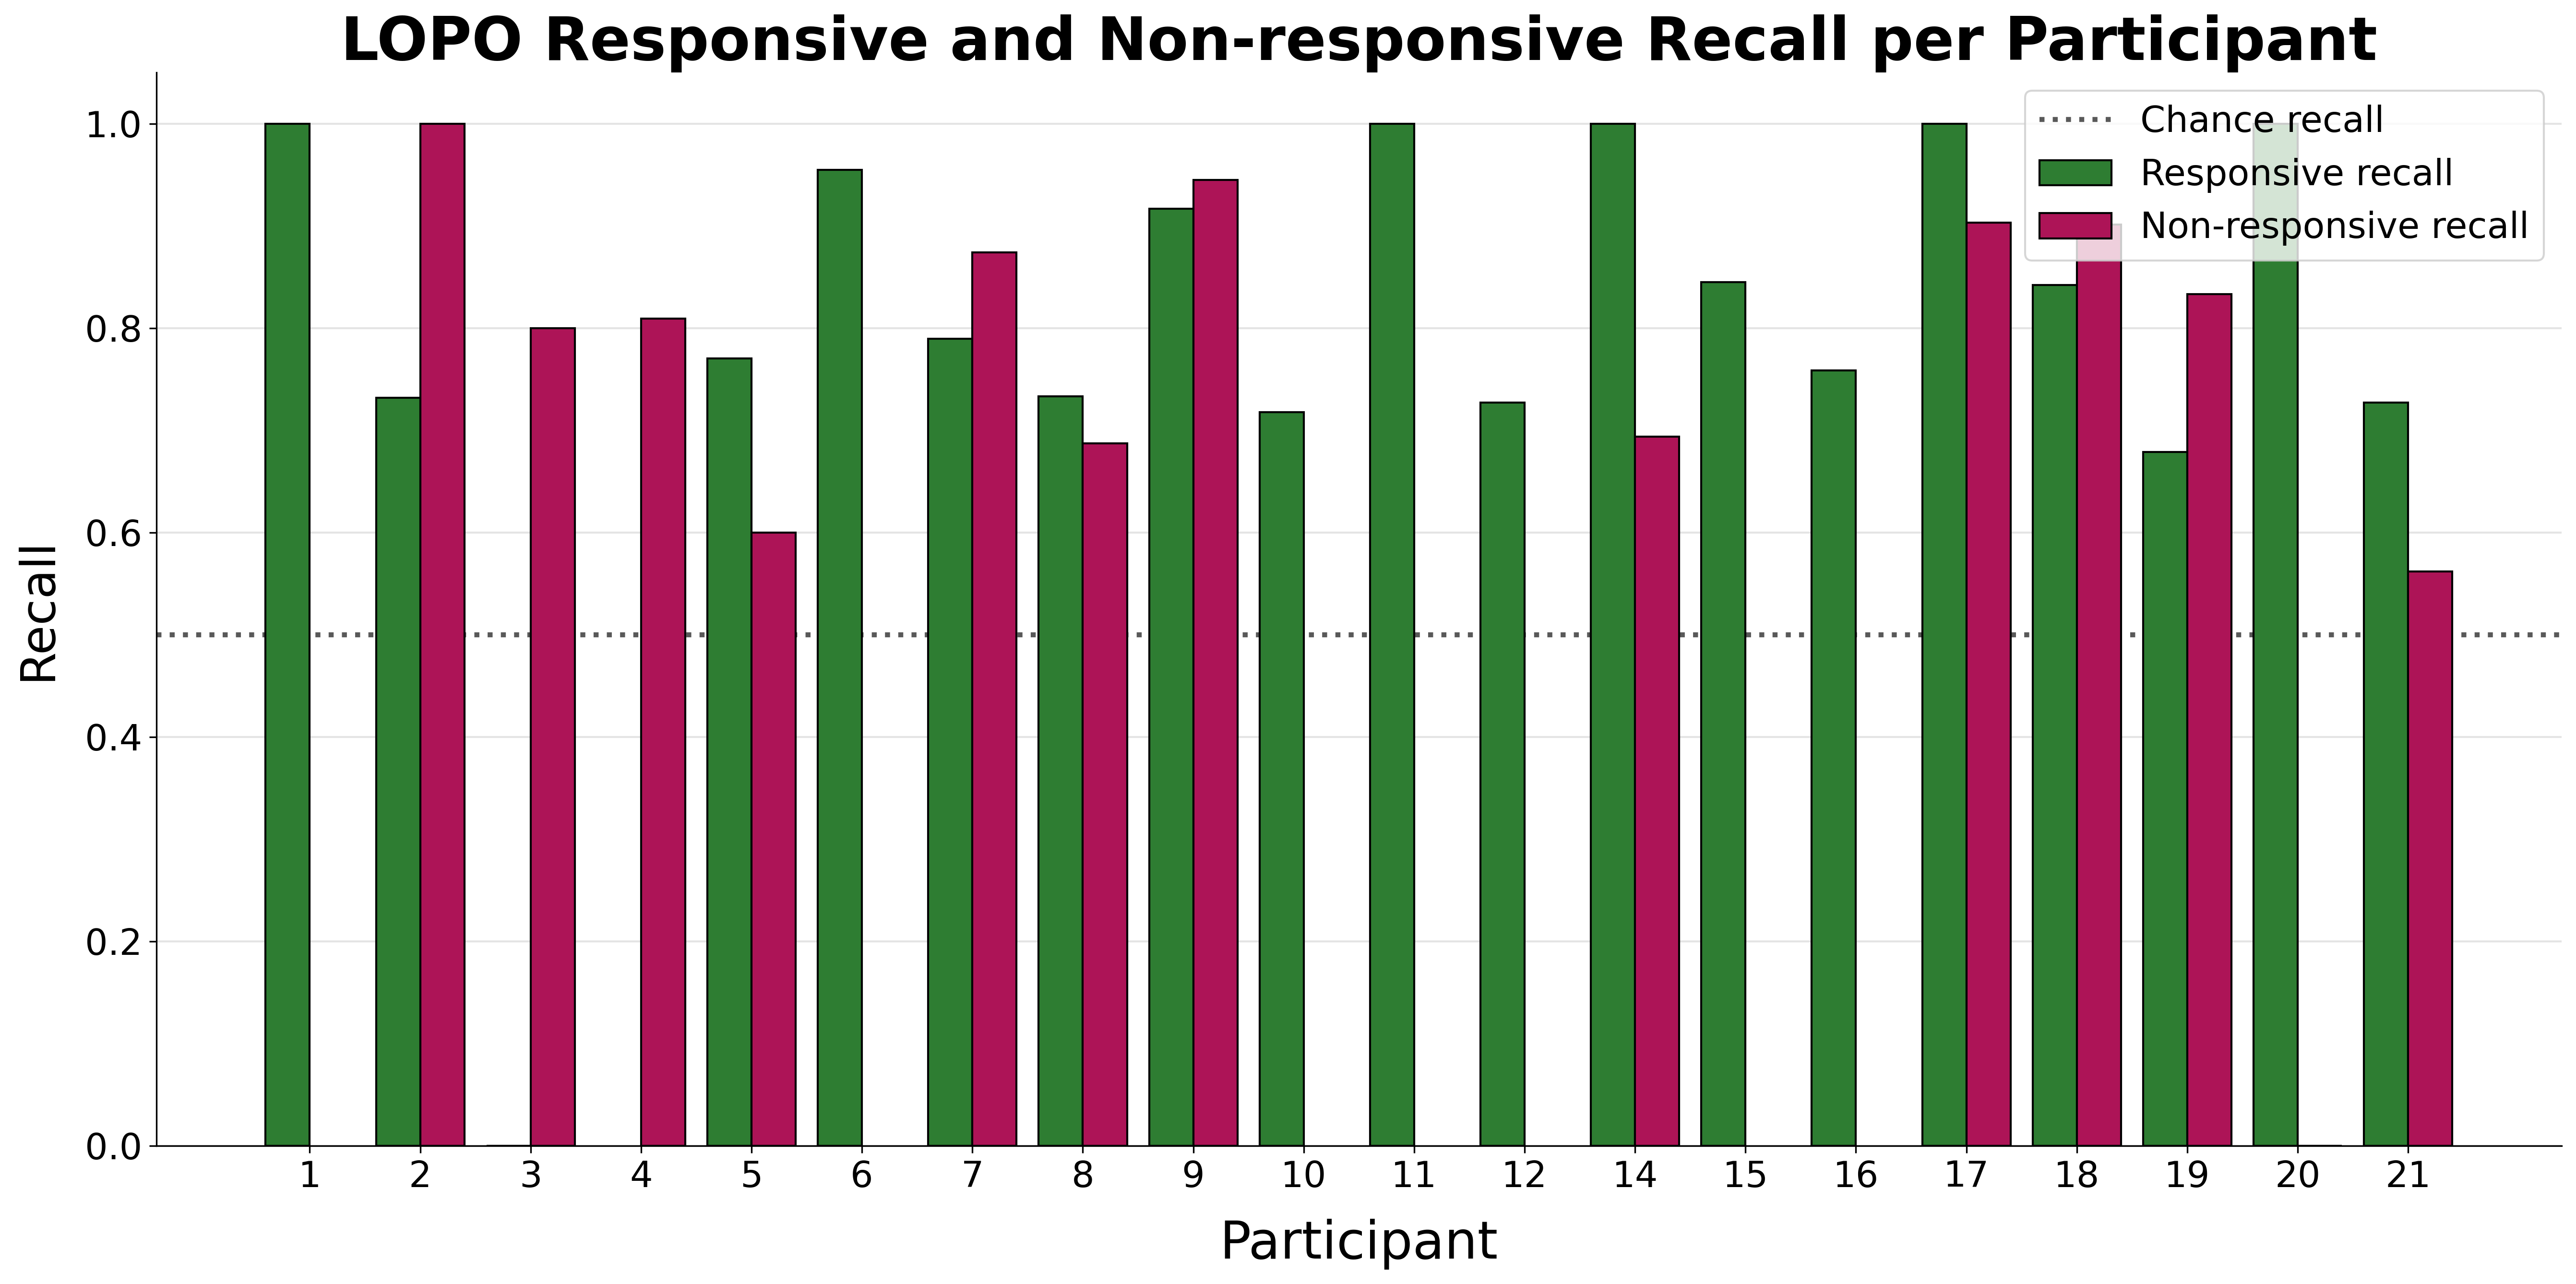 LOPO Responsive and Non-responsive Recall per Participant
Chance recall
Responsive recall
Non-responsive recall
Recall
1.0
0.8
0.6
0.4
0.2
0.0
1 2 3 4 5 6 7 8 9 10 11 12 14 15 16 17 18 19 20 21
Participant